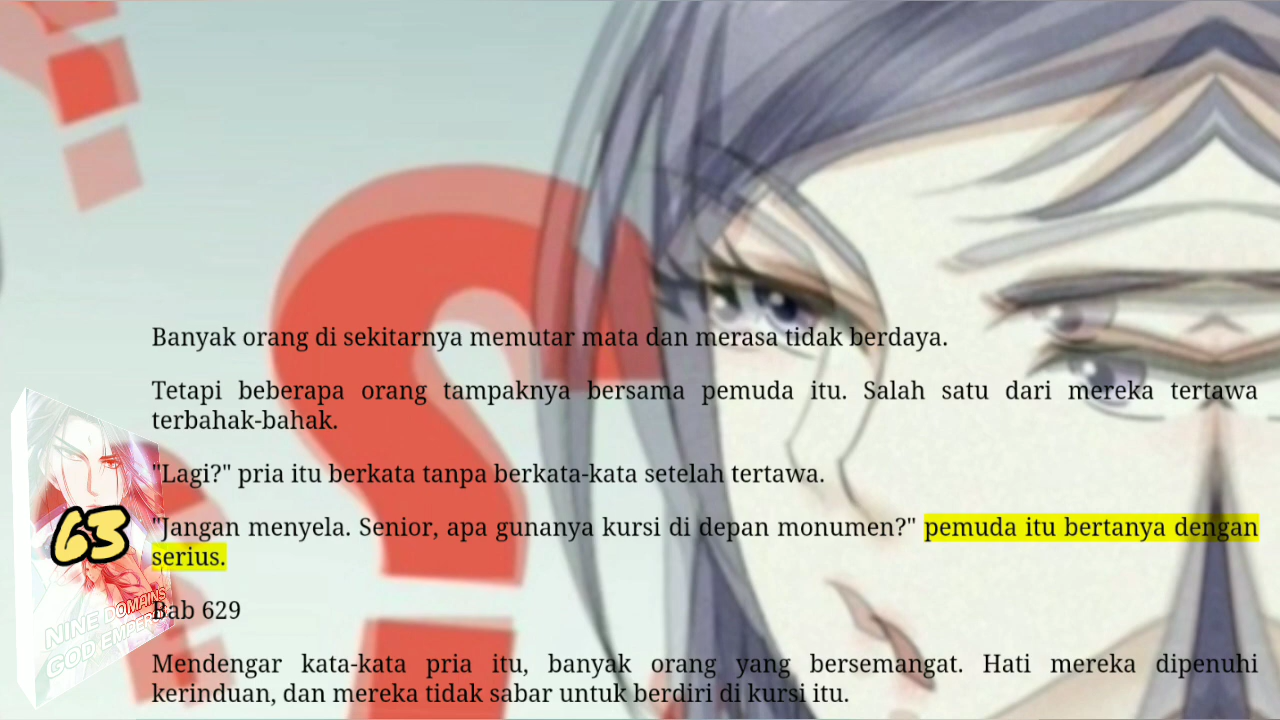 Banyak orang di sekitarnya memutar mata dan merasa tidak berdaya.
Tetapi beberapa orang tampaknya bersama pemuda itu. Salah satu dari mereka tertawa
terbahak-bahak.
"Lagi?" pria itu berkata tanpa berkata-kata setelah tertawa.
"Jangan menyela. Senior, apa gunanya kursi di depan monumen?" pemuda itu bertanya dengan
serius.
Bab 629
Mendengar kata-kata pria itu, banyak orang yang bersemangat. Hati mereka dipenuhi
kerinduan, dan mereka tidak sabar untuk berdiri di kursi itu.
63
NINE DOMAINS
GOD EMPEROR